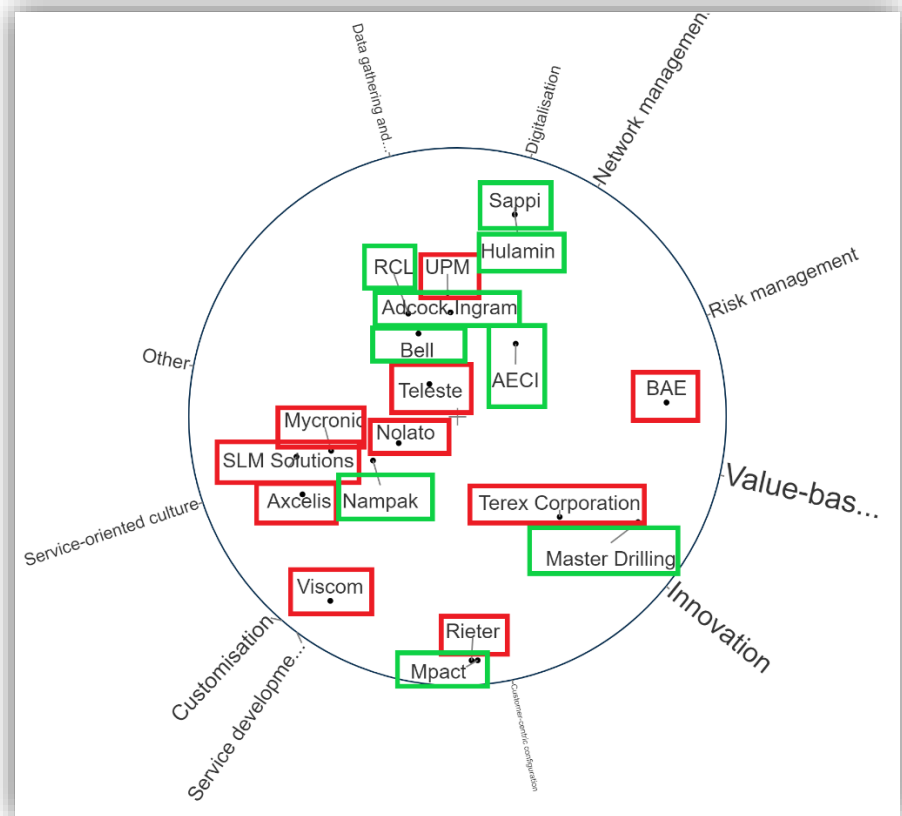 Data gathering and...
Digitalisation
Network management
Sappi
Hulamin
RCL
UPM
Risk management
Adcock Ingram
Bell
AECI
Other
Teleste
BAE
Mycronic
Nolato
SLM Solutions
Value-bas...
Axcelis
Nampak
Terex Corporation
Service-oriented culture
Master Drilling
Viscom
Innovation
Rieter
Mpact
Customisation
Service developme...
Customer-centric configuration